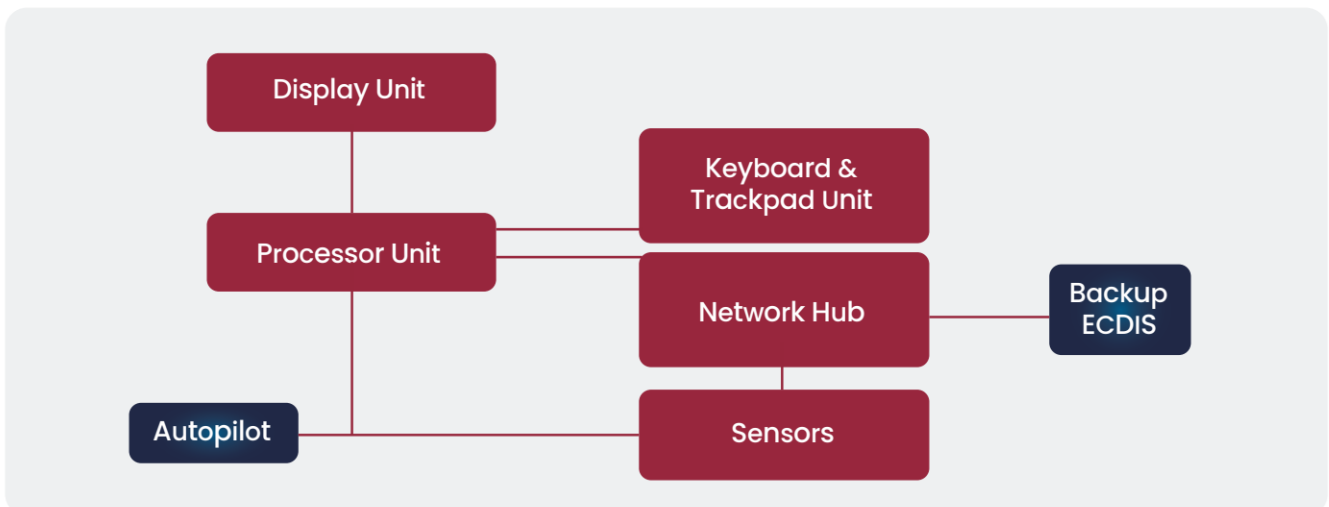 Display Unit
Keyboard &
Trackpad Unit
Processor Unit
Network Hub
Backup
ECDIS
Autopilot
Sensors